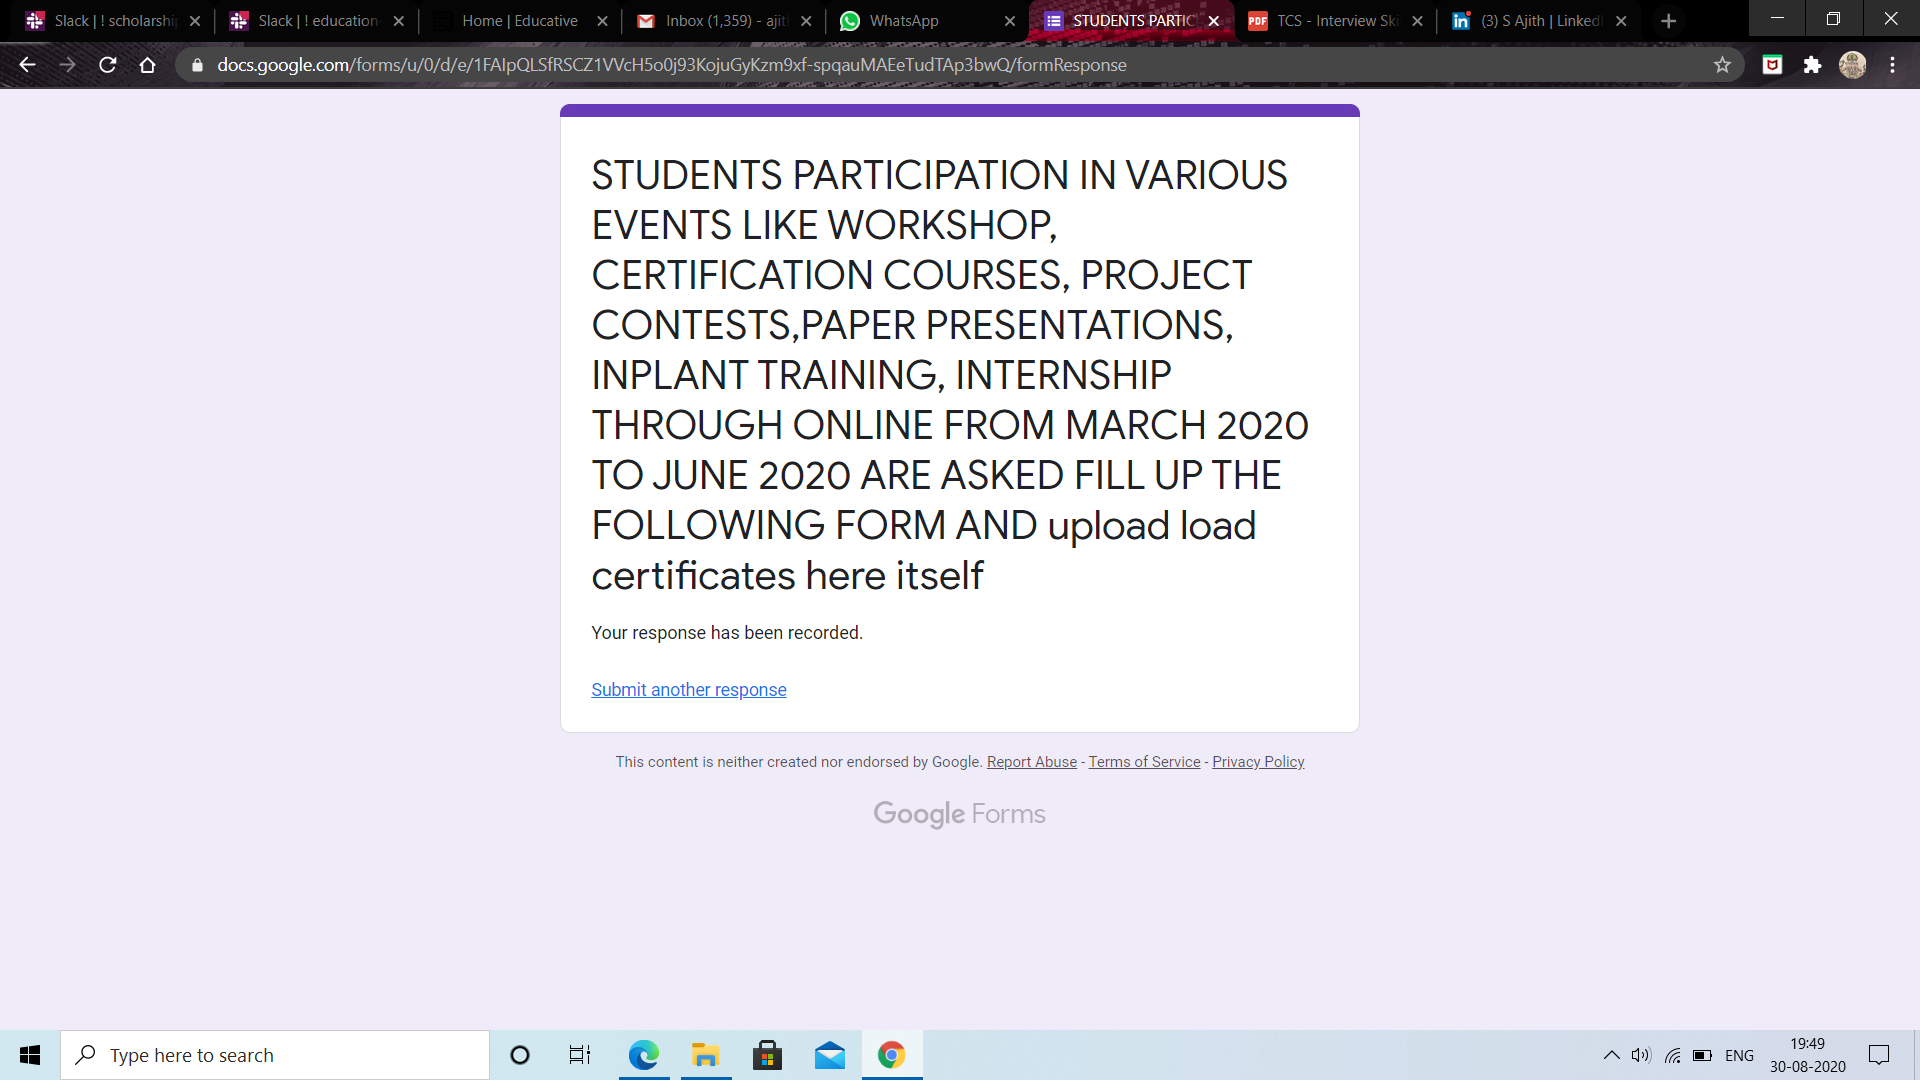 Slack | ! scholarship
Slack | ! education-
Home | Educative
Inbox (1,359) - ajit
WhatsApp
STUDENTS PARTIC
TCS - Interview Ski
(3) S Ajith | LinkedI
docs.google.com/forms/u/0/d/e/1FAIpQLSfRSCZ1VVcH5o0j93KojuGyKzm9xf-spqauMAEeTudTAp3bwQ/formResponse
STUDENTS PARTICIPATION IN VARIOUS
EVENTS LIKE WORKSHOP,
CERTIFICATION COURSES, PROJECT
CONTESTS,PAPER PRESENTATIONS,
INPLANT TRAINING, INTERNSHIP
THROUGH ONLINE FROM MARCH 2020
TO JUNE 2020 ARE ASKED FILL UP THE
FOLLOWING FORM AND upload load
certificates here itself
Your response has been recorded.
Submit another response
This content is neither created nor endorsed by Google. Report Abuse - Terms of Service - Privacy Policy
Google Forms
Type here to search
ENG
19:49
30-08-2020